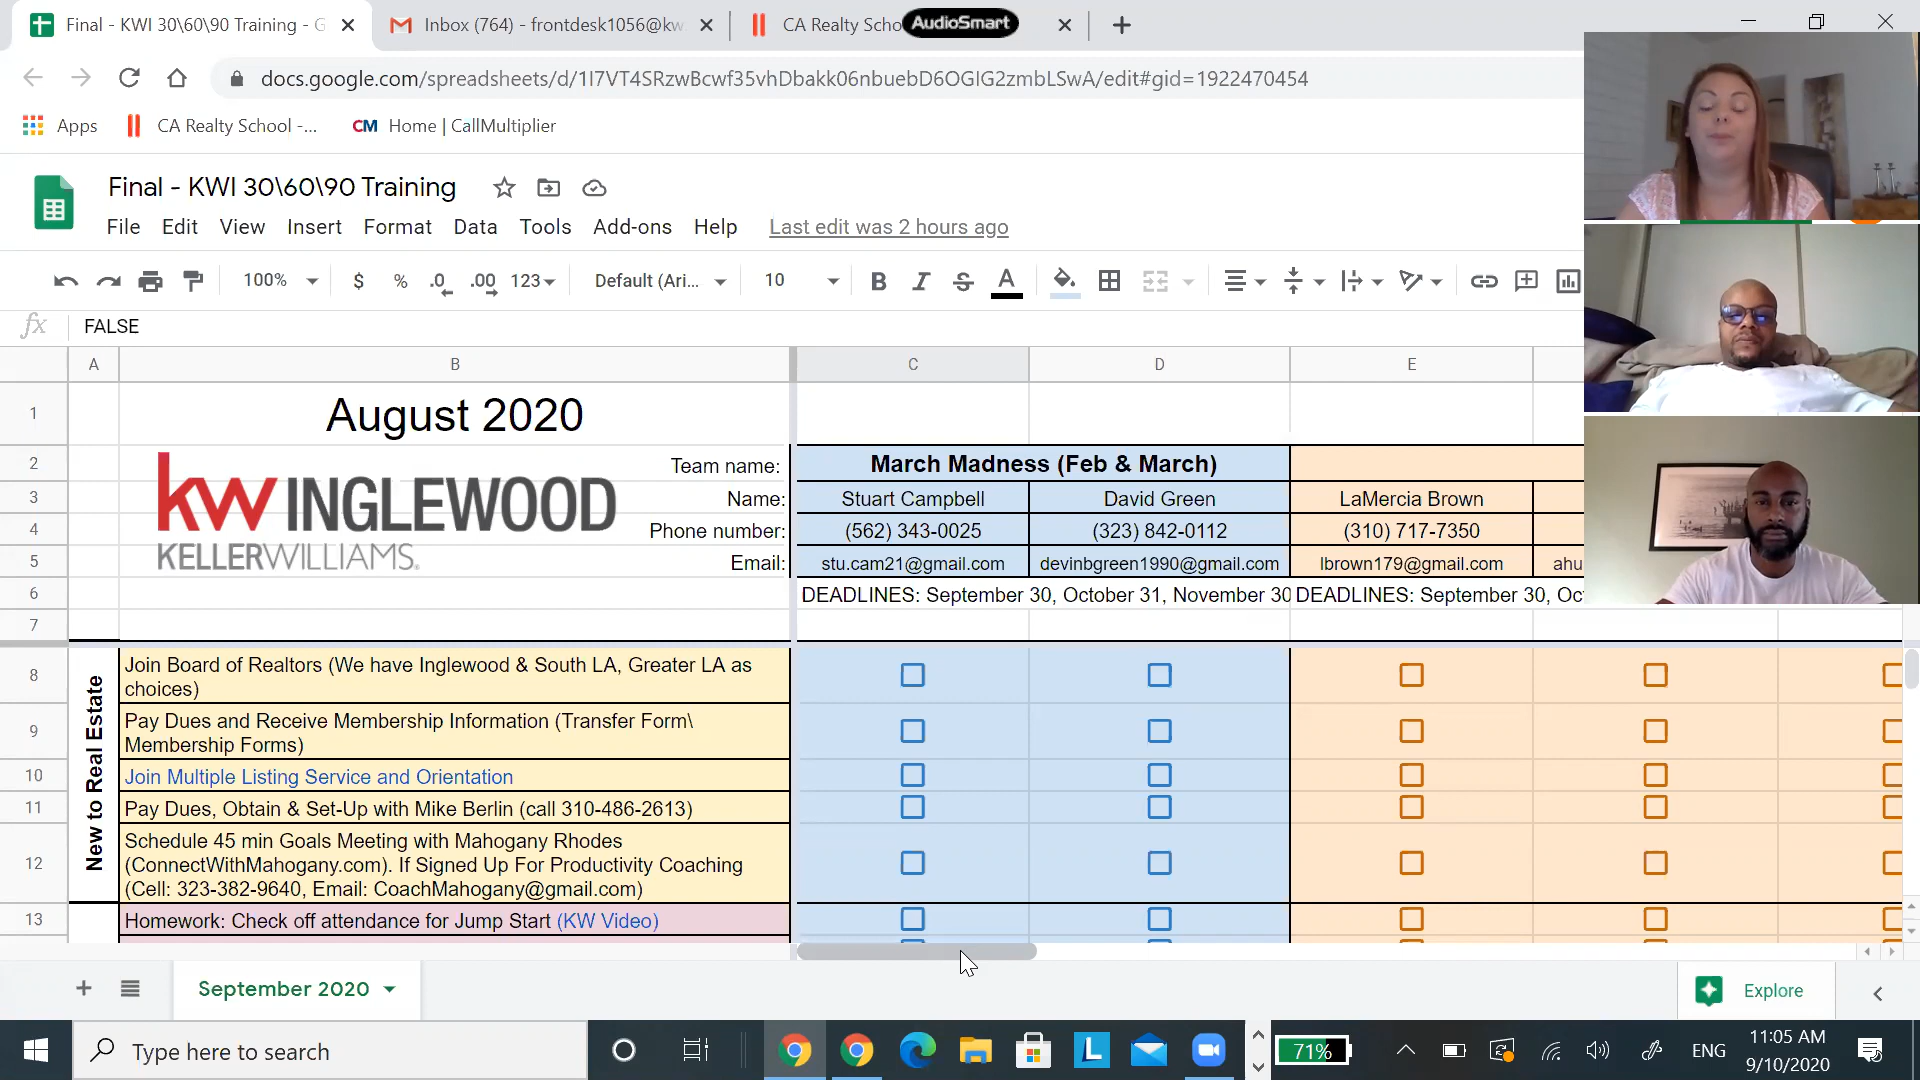 Final - KWI 30\60\90 Training - G
Inbox (764) - frontdesk1056@kw
CA Realty Scho
AudioSmart
docs.google.com/spreadsheets/d/1I7VT4SRzwBcwf35vhDbakk06nbuebD6OGIG2zmbLSwA/edit#gid=1922470454
Apps
CA Realty School -...
CM Home | CallMultiplier
Final - KWI 30\60\90 Training
File Edit View Insert Format Data Tools Add-ons Help Last edit was 2 hours ago
100% $ % .0 .00 123 Default (Ari... 10 B I S A
fx FALSE
A B C D E
1 August 2020
2 Team name: March Madness (Feb & March)
kw INGLEWOOD
KELLERWILLIAMS.
3 Name: Stuart Campbell David Green LaMercia Brown
4 Phone number: (562) 343-0025 (323) 842-0112 (310) 717-7350
5 Email: stu.cam21@gmail.com devinbgreen1990@gmail.com lbrown179@gmail.com ahu
6 DEADLINES: September 30, October 31, November 30 DEADLINES: September 30, Oct
7
New to Real Estate
8 Join Board of Realtors (We have Inglewood & South LA, Greater LA as
choices)
9 Pay Dues and Receive Membership Information (Transfer Form\
Membership Forms)
10 Join Multiple Listing Service and Orientation
11 Pay Dues, Obtain & Set-Up with Mike Berlin (call 310-486-2613)
12 Schedule 45 min Goals Meeting with Mahogany Rhodes
(ConnectWithMahogany.com). If Signed Up For Productivity Coaching
(Cell: 323-382-9640, Email: CoachMahogany@gmail.com)
13 Homework: Check off attendance for Jump Start (KW Video)
September 2020
Explore
Type here to search
L
71%
ENG
11:05 AM
9/10/2020